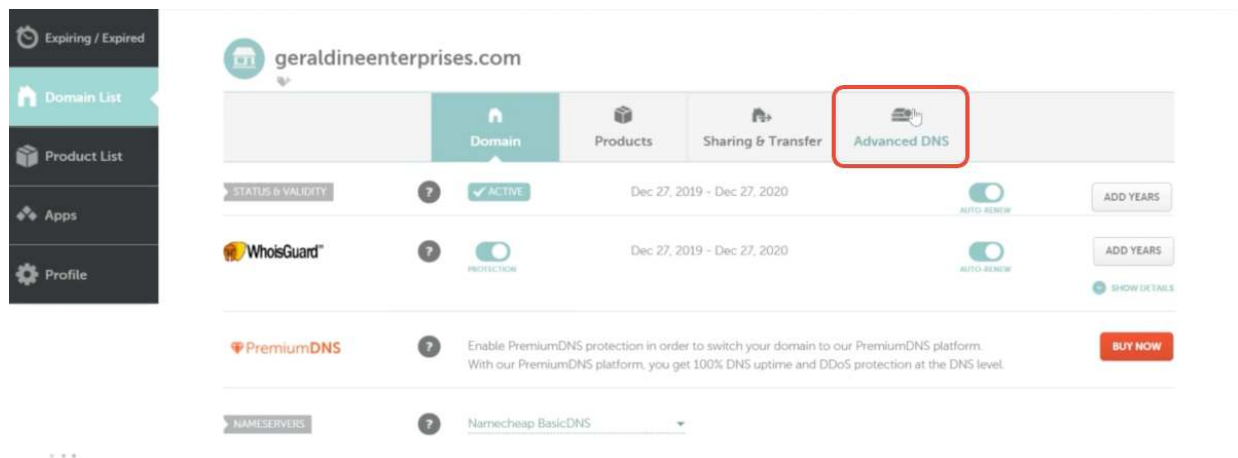 Expiring / Expired
Domain List
Product List
Apps
Profile
geraldineenterprises.com
Domain
Products
Sharing & Transfer
Advanced DNS
STATUS & VALIDITY
?
ACTIVE
Dec 27, 2019 - Dec 27, 2020
AUTO-RENEW
ADD YEARS
WhoisGuard™
?
PROTECTION
Dec 27, 2019 - Dec 27, 2020
AUTO-RENEW
ADD YEARS
SHOW DETAILS
PremiumDNS
?
Enable PremiumDNS protection in order to switch your domain to our PremiumDNS platform.
With our PremiumDNS platform, you get 100% DNS uptime and DDoS protection at the DNS level.
BUY NOW
NAMESERVERS
?
Namecheap BasicDNS